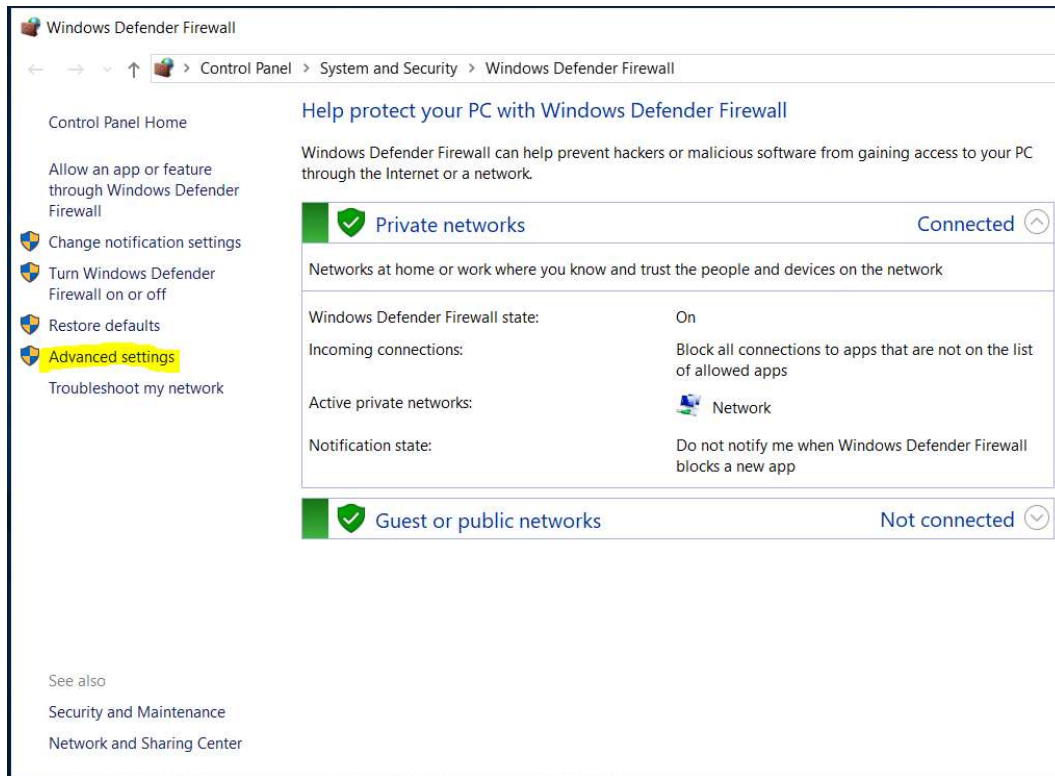 Windows Defender Firewall
Control Panel > System and Security > Windows Defender Firewall
Control Panel Home
Allow an app or feature
through Windows Defender
Firewall
Change notification settings
Turn Windows Defender
Firewall on or off
Restore defaults
Advanced settings
Troubleshoot my network
See also
Security and Maintenance
Network and Sharing Center
Help protect your PC with Windows Defender Firewall
Windows Defender Firewall can help prevent hackers or malicious software from gaining access to your PC
through the Internet or a network.
Private networks Connected
Networks at home or work where you know and trust the people and devices on the network
Windows Defender Firewall state: On
Incoming connections: Block all connections to apps that are not on the list
of allowed apps
Active private networks: Network
Notification state: Do not notify me when Windows Defender Firewall
blocks a new app
Guest or public networks Not connected